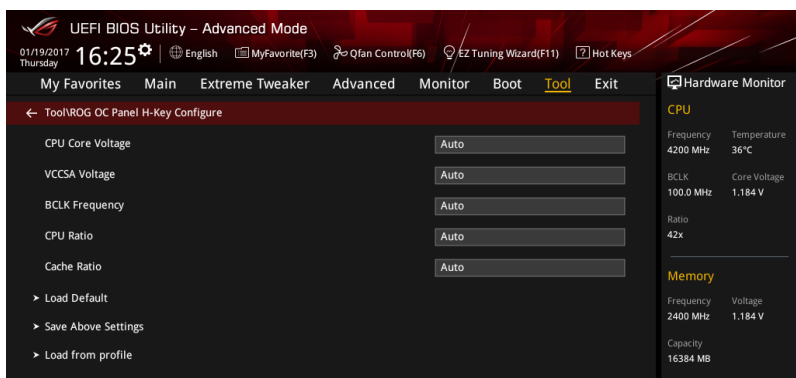 UEFI BIOS Utility – Advanced Mode
01/19/2017 Thursday 16:25 English MyFavorite(F3) Qfan Control(F6) EZ Tuning Wizard(F11) ? Hot Keys
My Favorites Main Extreme Tweaker Advanced Monitor Boot Tool Exit
Hardware Monitor
← Tool\ROG OC Panel H-Key Configure
CPU Core Voltage Auto
VCCSA Voltage Auto
BCLK Frequency Auto
CPU Ratio Auto
Cache Ratio Auto
➤ Load Default
➤ Save Above Settings
➤ Load from profile
CPU
Frequency Temperature
4200 MHz 36°C
BCLK Core Voltage
100.0 MHz 1.184 V
Ratio
42x
Memory
Frequency Voltage
2400 MHz 1.184 V
Capacity
16384 MB